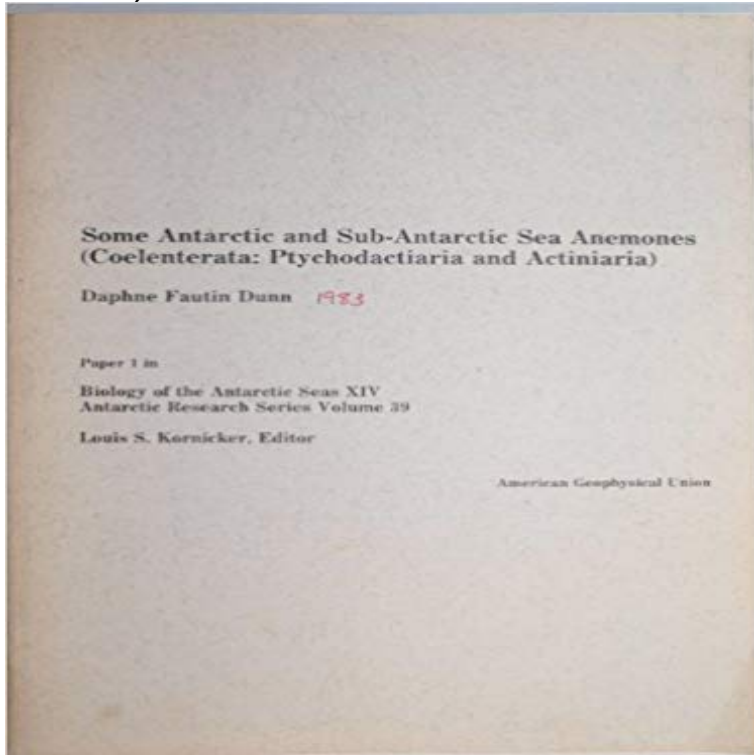 Some Antarctic and Sub-Antarctic Sea Anemones
(Coelenterata: Ptychodactiaria and Actiniaria)
Daphne Fautin Dunn 1983
Paper 1 in
Biology of the Antarctic Seas XIV
Antarctic Research Series Volume 39
Louis S. Kornicker, Editor
American Geophysical Union